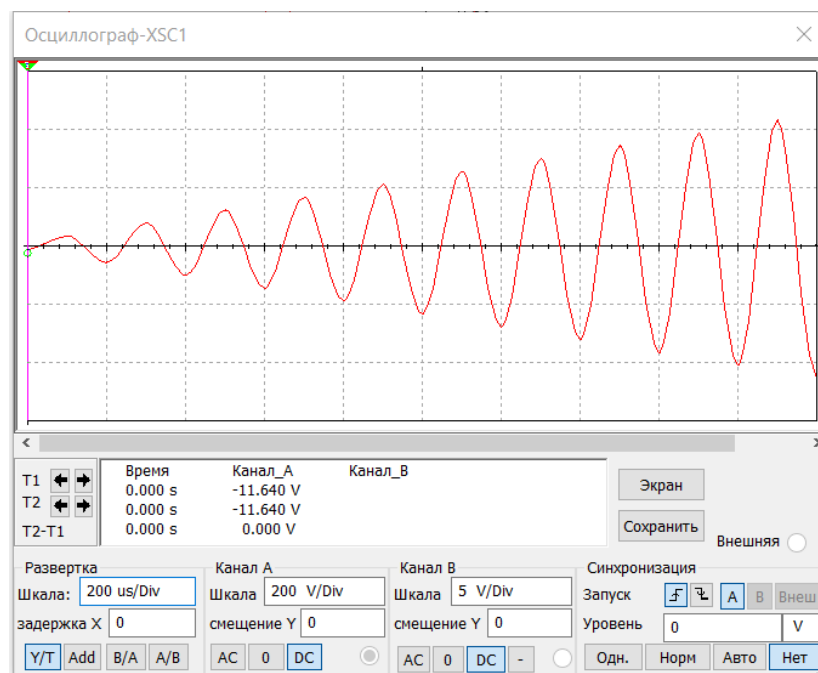 Осциллограф-XSC1
Время Канал_A Канал_B
T1 0.000 s -11.640 V
T2 0.000 s -11.640 V
T2-T1 0.000 s 0.000 V
Экран
Сохранить
Внешняя
Развертка Канал A Канал B Синхронизация
Шкала: 200 us/Div Шкала 200 V/Div Шкала 5 V/Div Запуск A B Внеш
задержка X 0 смещение Y 0 смещение Y 0 Уровень 0 V
Y/T Add B/A A/B AC 0 DC AC 0 DC - Одн. Норм Авто Нет